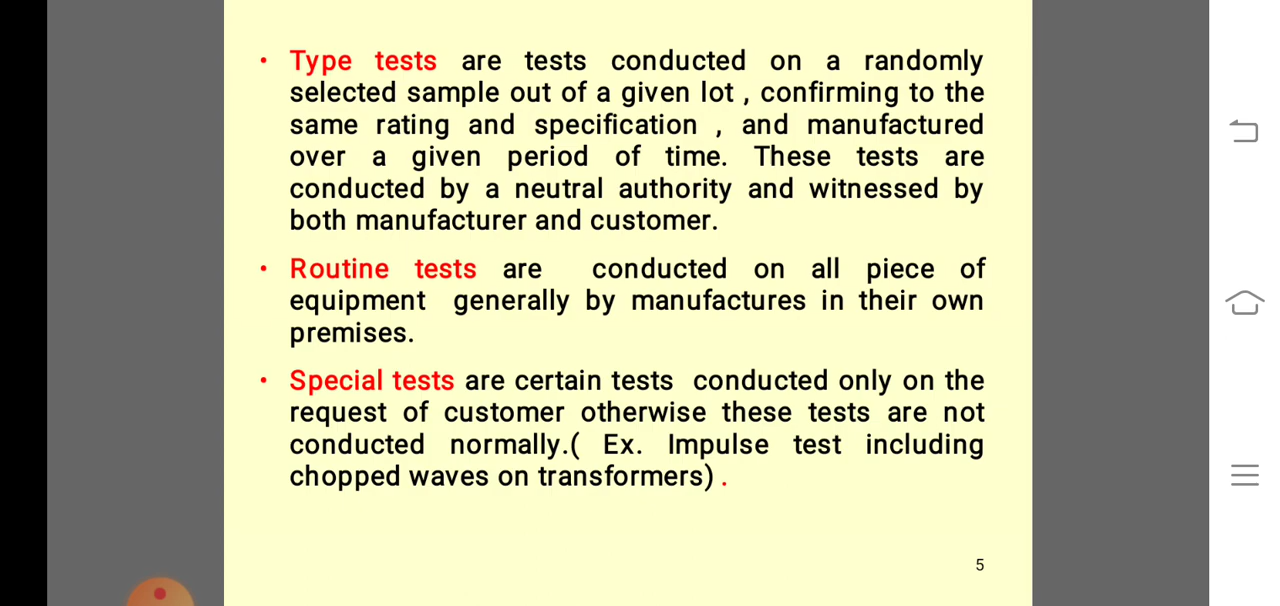 • Type tests are tests conducted on a randomly
selected sample out of a given lot , confirming to the
same rating and specification , and manufactured
over a given period of time. These tests are
conducted by a neutral authority and witnessed by
both manufacturer and customer.
• Routine tests are conducted on all piece of
equipment generally by manufactures in their own
premises.
• Special tests are certain tests conducted only on the
request of customer otherwise these tests are not
conducted normally.( Ex. Impulse test including
chopped waves on transformers) .
5